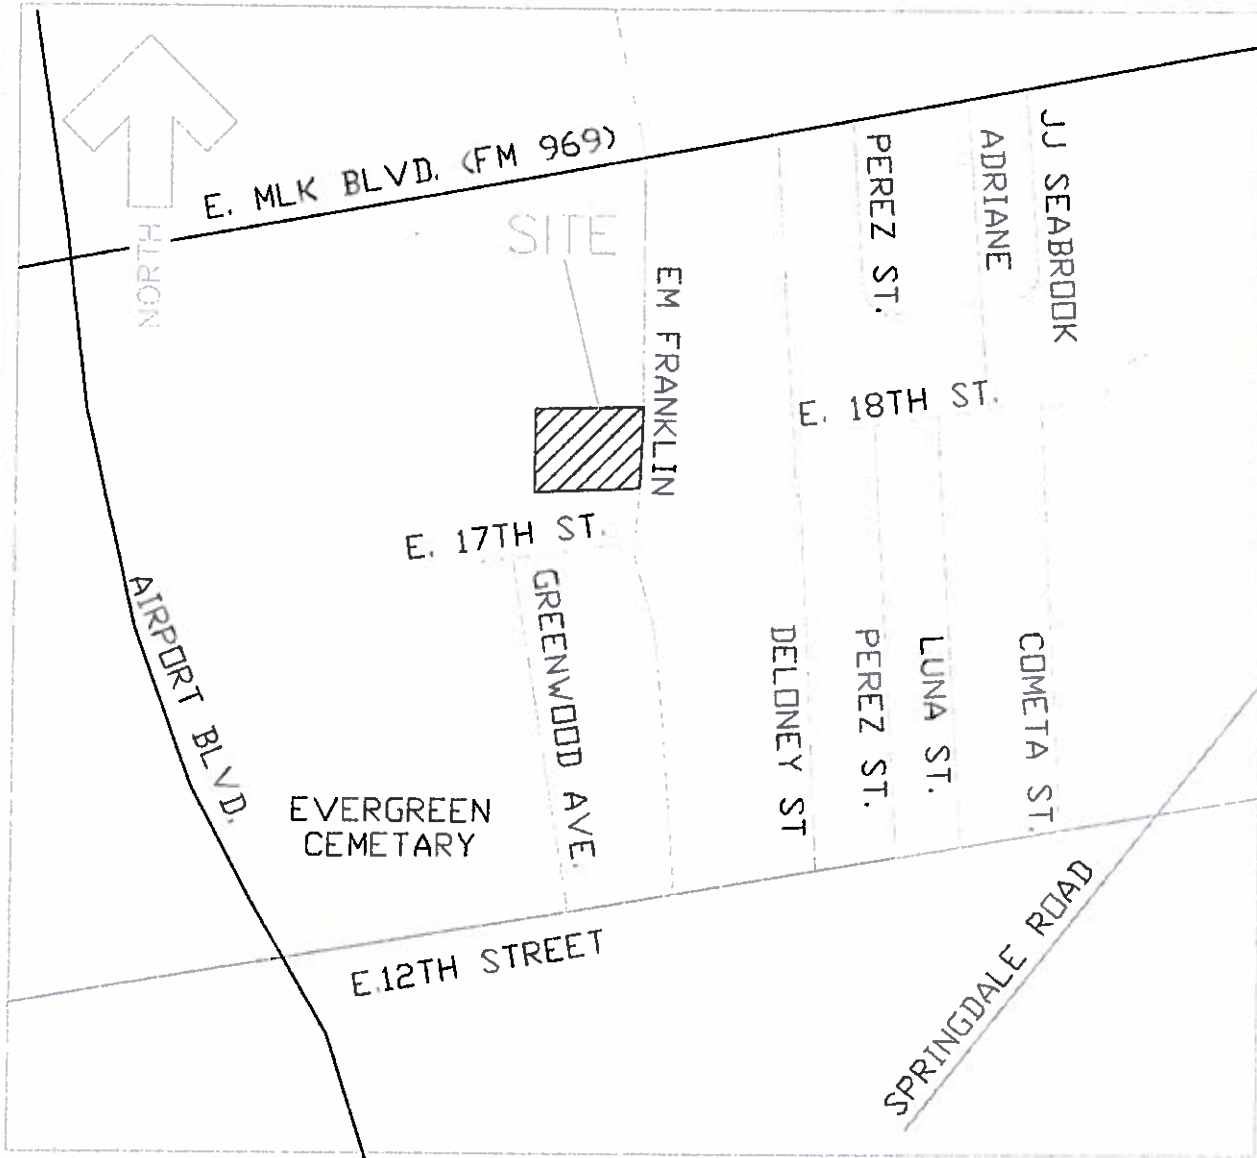 E. MLK BLVD. (FM 969)
NORTH
SITE
EM FRANKLIN
PEREZ ST.
ADRIANE
JJ SEABROOK
E. 18TH ST.
E. 17TH ST.
AIRPORT BLVD.
GREENWOOD AVE.
DELONEY ST
PEREZ ST.
LUNA ST.
COMETA ST.
EVERGREEN
CEMETARY
E.12TH STREET
SPRINGDALE ROAD